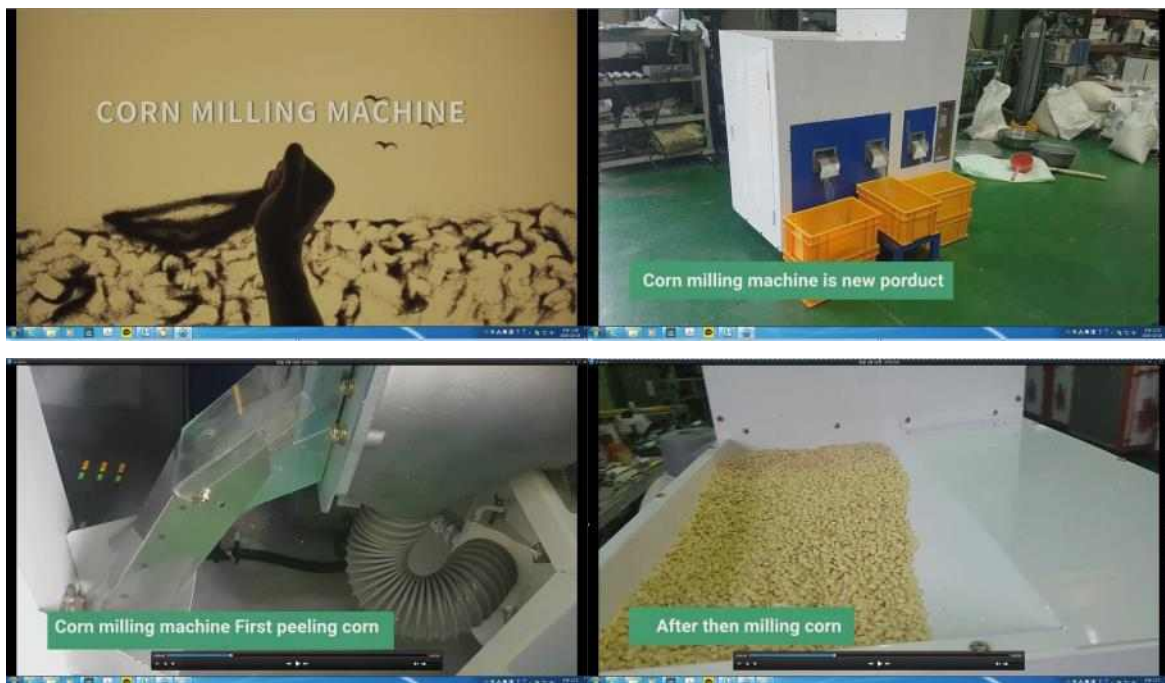 CORN MILLING MACHINE
Corn milling machine is new porduct
Corn milling machine First peeling corn
After then milling corn